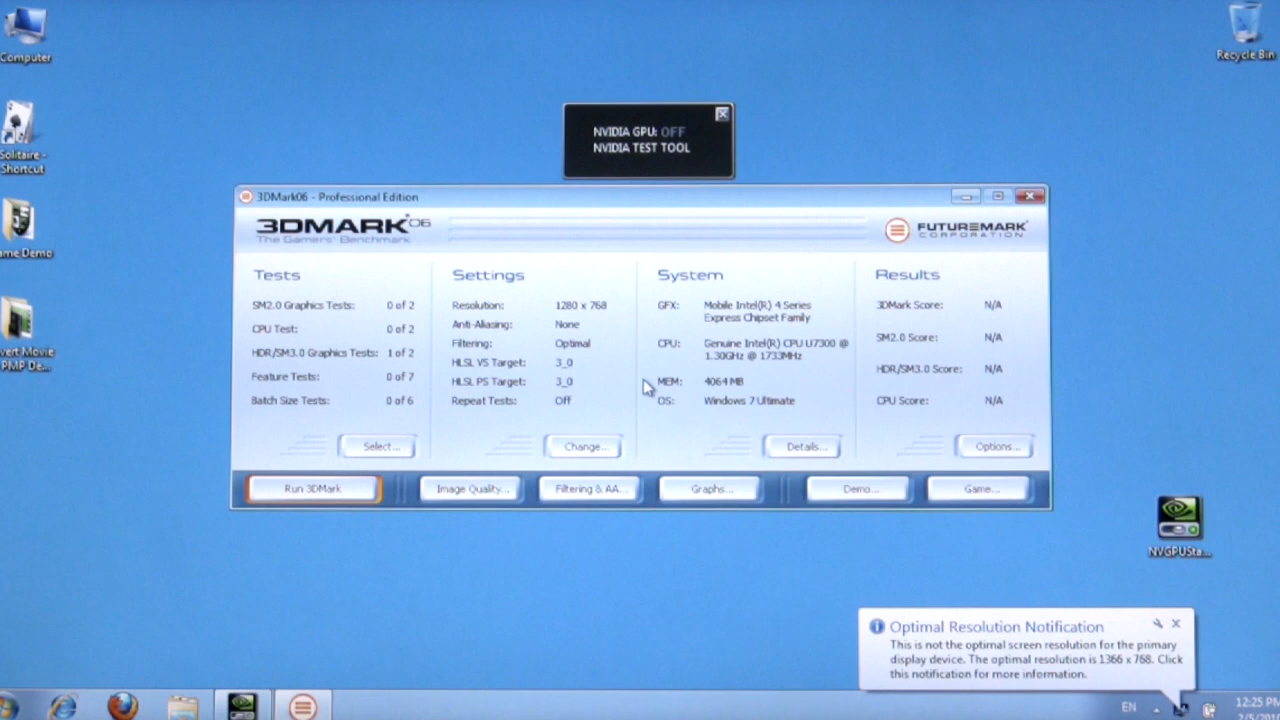 Computer
Recycle Bin
Solitaire -
Shortcut
ame Demo
vert Movie
PMP De...
NVIDIA GPU: OFF
NVIDIA TEST TOOL
3DMark06 - Professional Edition
3DMARK 06
The Gamers' Benchmark
FUTUREMARK
CORPORATION
Tests
SM2.0 Graphics Tests: 0 of 2
CPU Test: 0 of 2
HDR/SM3.0 Graphics Tests: 1 of 2
Feature Tests: 0 of 7
Batch Size Tests: 0 of 6
Select...
Settings
Resolution: 1280 x 768
Anti-Aliasing: None
Filtering: Optimal
HLSL VS Target: 3_0
HLSL PS Target: 3_0
Repeat Tests: Off
Change...
System
GFX: Mobile Intel(R) 4 Series
Express Chipset Family
CPU: Genuine Intel(R) CPU U7300 @
1.30GHz @ 1733MHz
MEM: 4064 MB
OS: Windows 7 Ultimate
Details...
Results
3DMark Score: N/A
SM2.0 Score: N/A
HDR/SM3.0 Score: N/A
CPU Score: N/A
Options...
Run 3DMark Image Quality... Filtering & AA... Graphs... Demo... Game...
NVGPUSta...
Optimal Resolution Notification
This is not the optimal screen resolution for the primary
display device. The optimal resolution is 1366 x 768. Click
this notification for more information.
EN
12:25 PM